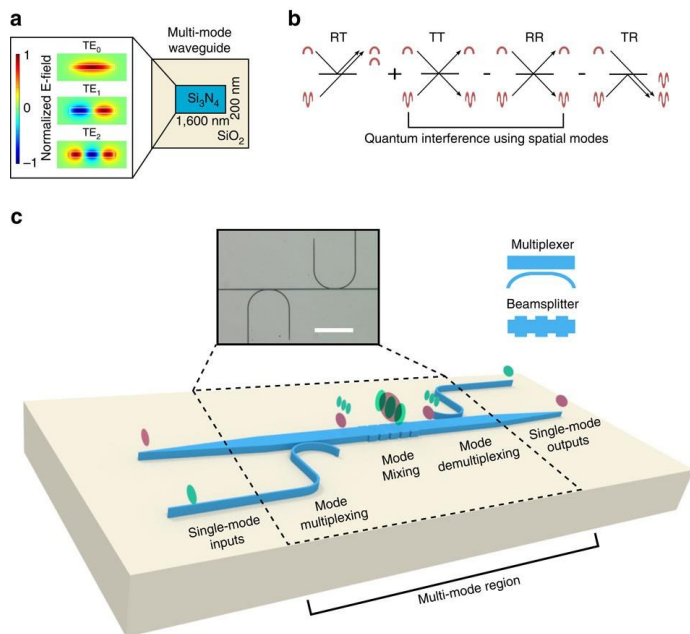 a
Multi-mode
waveguide
Normalized E-field
1
0
−1
TE0
TE1
TE2
Si3N4
200 nm
1,600 nm
SiO2
b
RT
TT
RR
TR
+
-
-
Quantum interference using spatial modes
c
Multiplexer
Beamsplitter
Single-mode
inputs
Mode
multiplexing
Mode
Mixing
Mode
demultiplexing
Single-mode
outputs
Multi-mode region